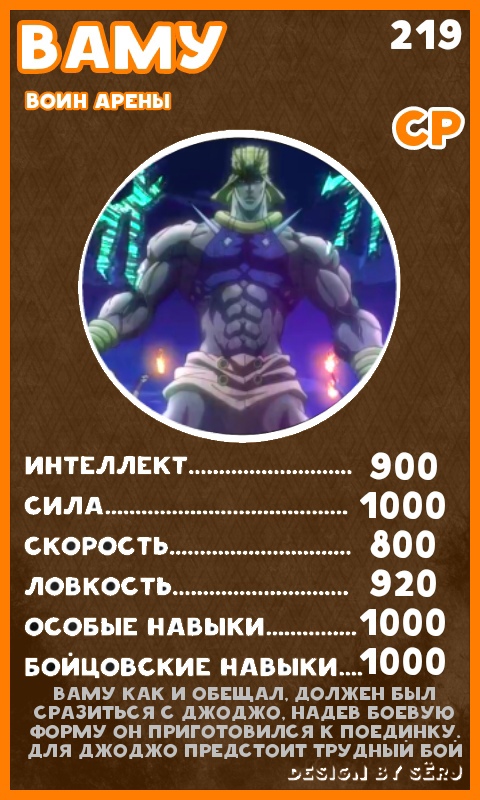 ВАМУ
219
ВОИН АРЕНЫ
СР
ИНТЕЛЛЕКТ............................... 900
СИЛА.............................................. 1000
СКОРОСТЬ.................................. 800
ЛОВКОСТЬ................................. 920
ОСОБЫЕ НАВЫКИ.................1000
БОЙЦОВСКИЕ НАВЫКИ....1000
ВАМУ КАК И ОБЕЩАЛ, ДОЛЖЕН БЫЛ
СРАЗИТЬСЯ С ДЖОДЖО, НАДЕВ БОЕВУЮ
ФОРМУ ОН ПРИГОТОВИЛСЯ К ПОЕДИНКУ.
ДЛЯ ДЖОДЖО ПРЕДСТОИТ ТРУДНЫЙ БОЙ
DESIGN BY SЁRJ